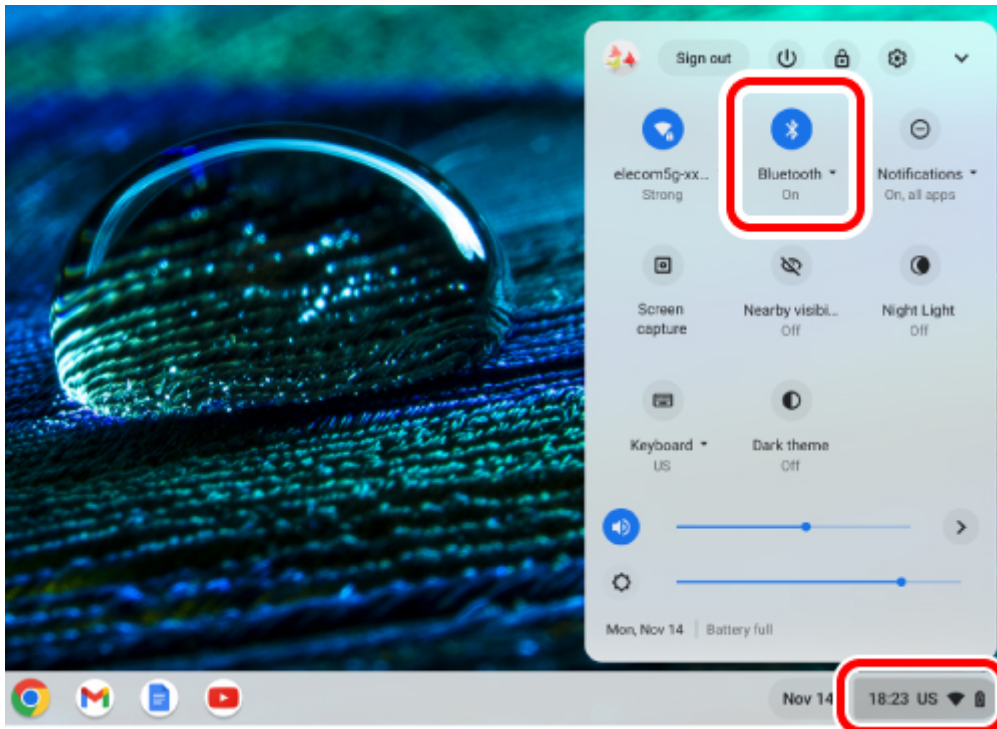 Sign out
elecom5g-xx...
Strong
Bluetooth
On
Notifications
On, all apps
Screen
capture
Nearby visibi...
Off
Night Light
Off
Keyboard
US
Dark theme
Off
Mon, Nov 14
Battery full
Nov 14
18:23 US